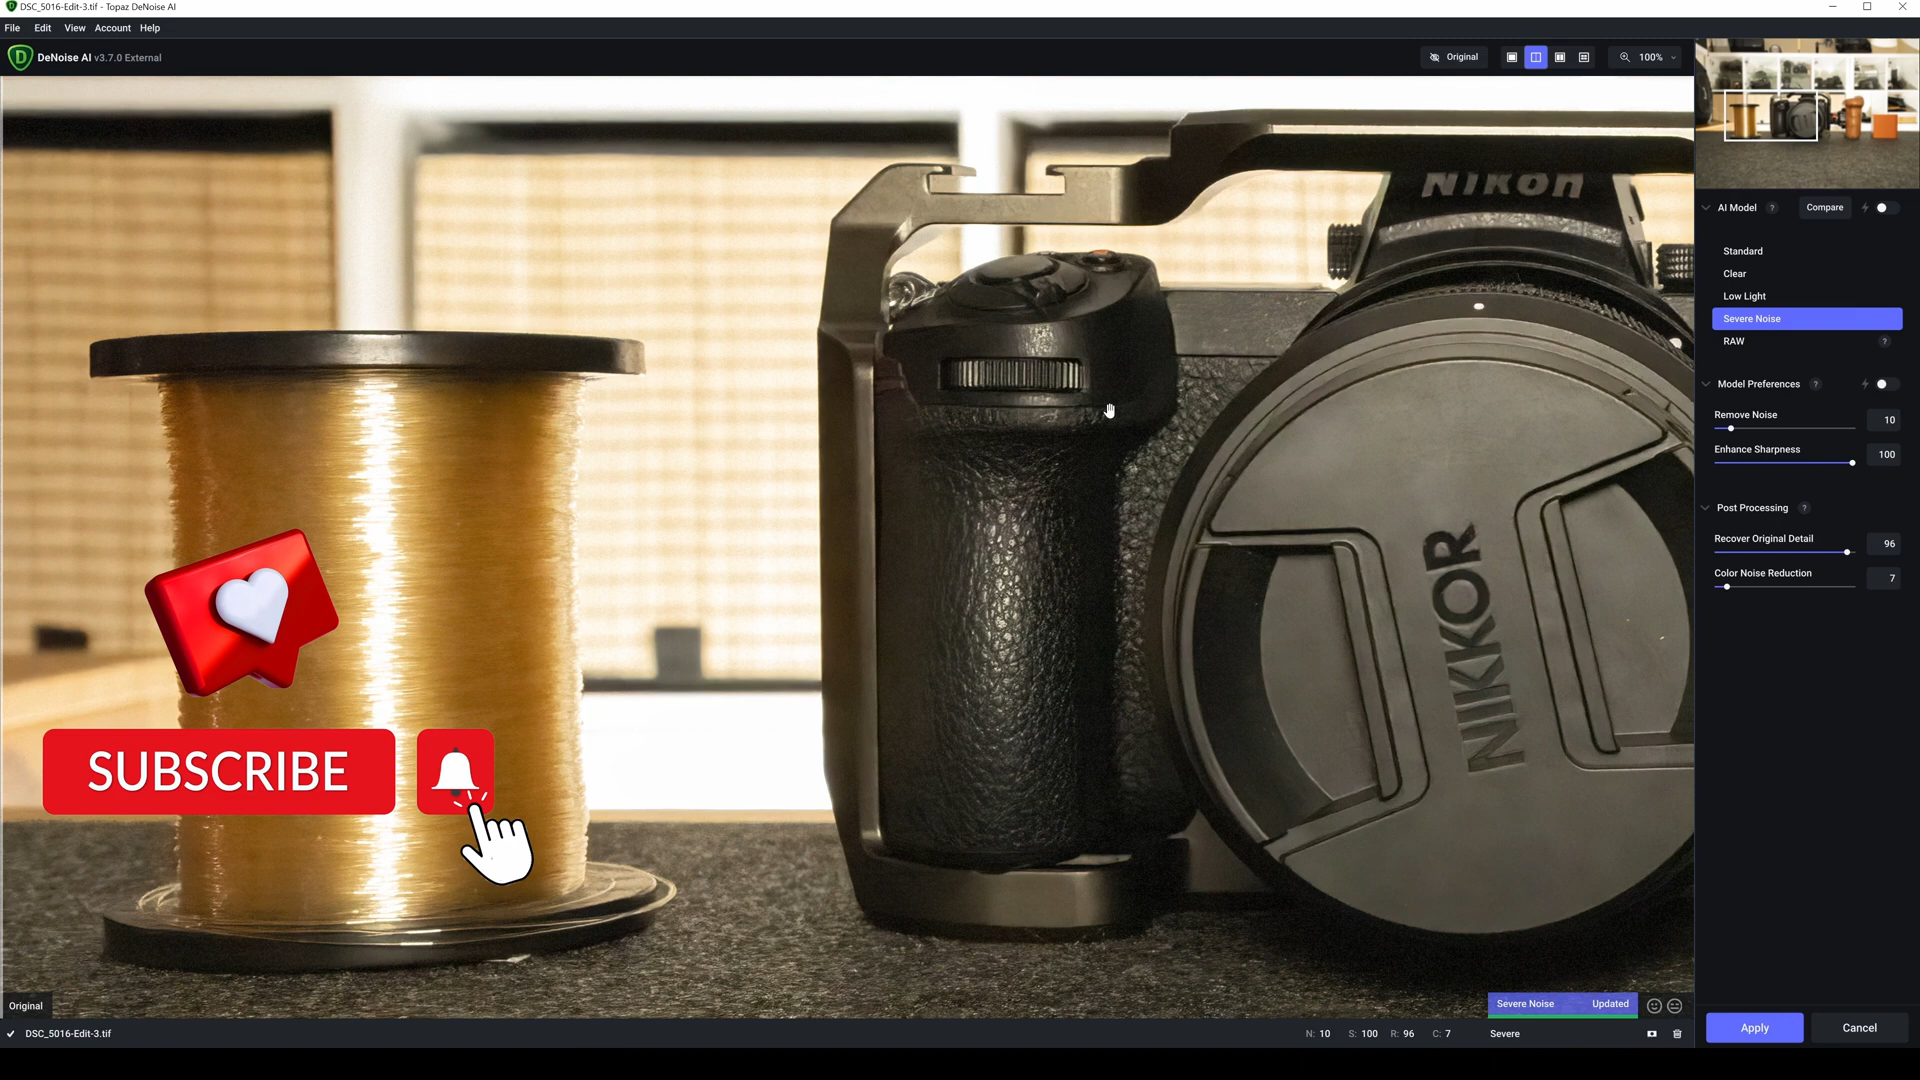 DSC_5016-Edit-3.tif - Topaz DeNoise AI
File Edit View Account Help
DeNoise AI v3.7.0 External
Original
100%
Nikon
NIKKOR
SUBSCRIBE
AI Model ? Compare
Standard
Clear
Low Light
Severe Noise
RAW ?
Model Preferences ?
Remove Noise 10
Enhance Sharpness 100
Post Processing ?
Recover Original Detail 96
Color Noise Reduction 7
Original
Severe Noise Updated
DSC_5016-Edit-3.tif
N: 10 S: 100 R: 96 C: 7 Severe
Apply Cancel